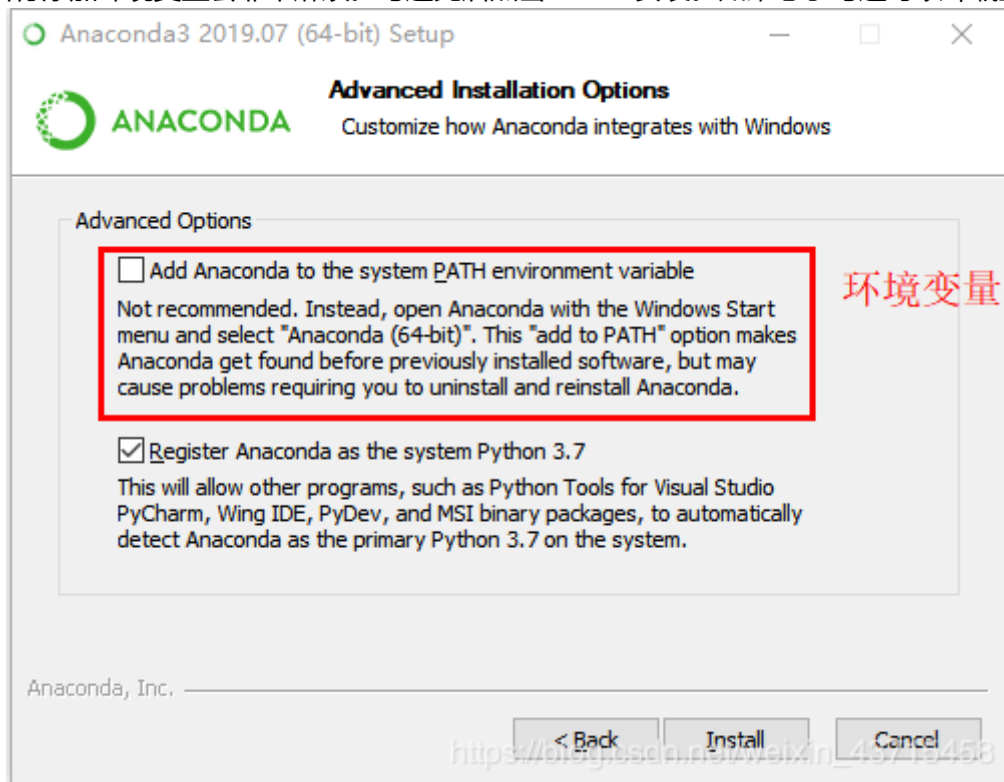 Anaconda3 2019.07 (64-bit) Setup
ANACONDA
Advanced Installation Options
Customize how Anaconda integrates with Windows
Advanced Options
Add Anaconda to the system PATH environment variable
环境变量
Not recommended. Instead, open Anaconda with the Windows Start
menu and select "Anaconda (64-bit)". This "add to PATH" option makes
Anaconda get found before previously installed software, but may
cause problems requiring you to uninstall and reinstall Anaconda.
Register Anaconda as the system Python 3.7
This will allow other programs, such as Python Tools for Visual Studio
PyCharm, Wing IDE, PyDev, and MSI binary packages, to automatically
detect Anaconda as the primary Python 3.7 on the system.
Anaconda, Inc.
< Back Install Cancel
https://blog.csdn.net/weixin_43715458